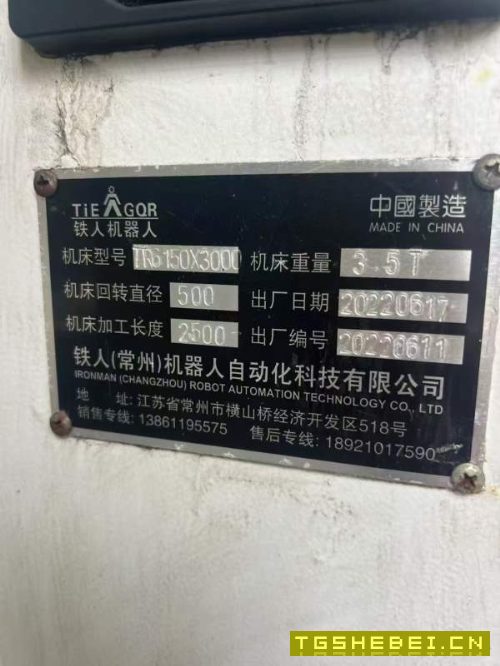 TiEAGOR
铁人机器人
中國製造
MADE IN CHINA
机床型号 TR6150X3000 机床重量 3.5T
机床回转直径 500 出厂日期 20220617
机床加工长度 2500 出厂编号 20220611
铁人(常州)机器人自动化科技有限公司
IRONMAN (CHANGZHOU) ROBOT AUTOMATION TECHNOLOGY CO., LTD
地 址:江苏省常州市横山桥经济开发区518号
销售专线: 13861195575 售后专线: 18921017590
TGSHEBEI.CN